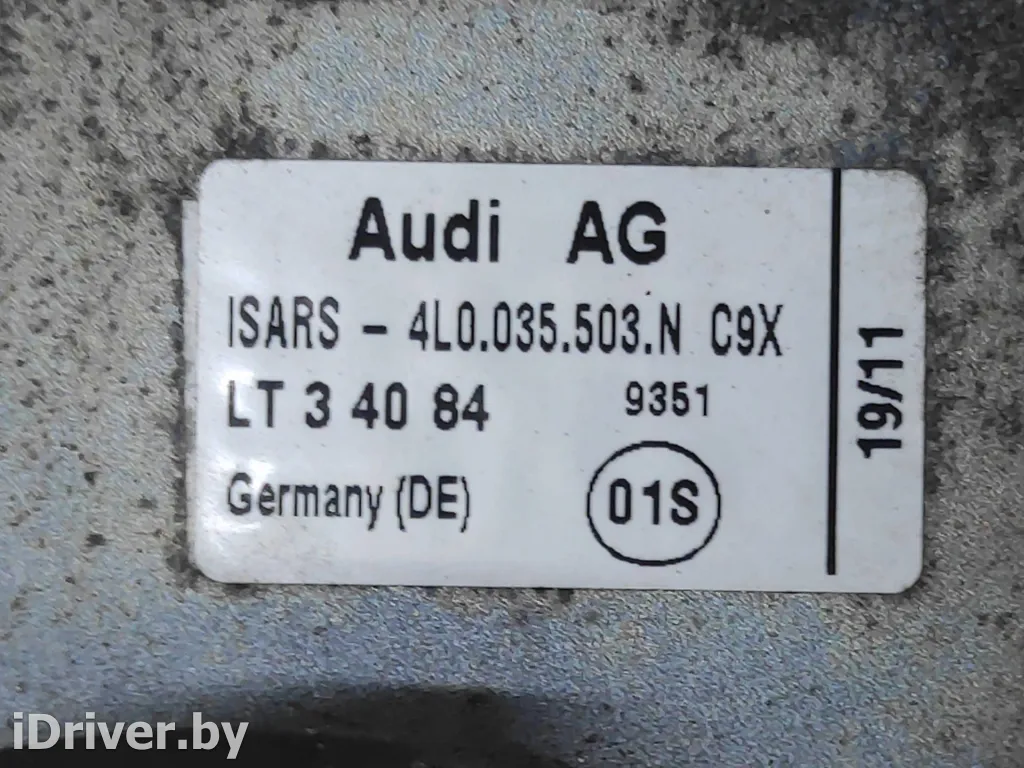 Audi AG
ISARS - 4L0.035.503.N C9X
LT 3 40 84 9351
Germany (DE) 01S
19/11
iDriver.by